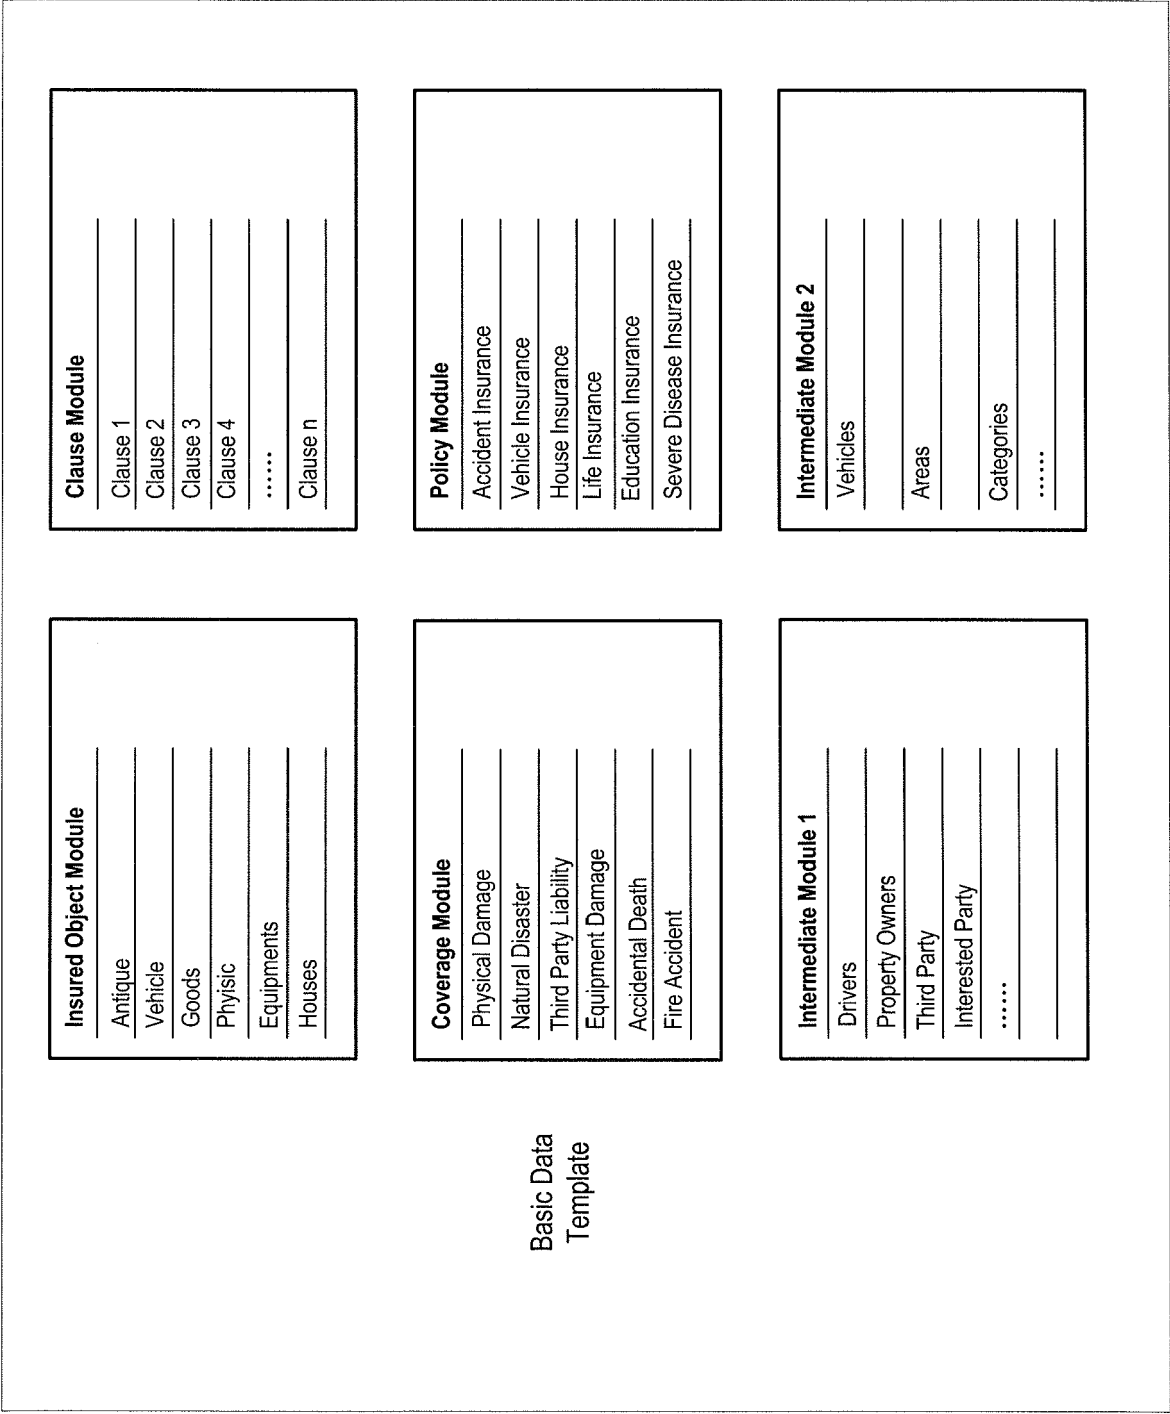 Basic Data
Template
Insured Object Module
Antique
Vehicle
Goods
Phyisic
Equipments
Houses
Clause Module
Clause 1
Clause 2
Clause 3
Clause 4
......
Clause n
Coverage Module
Physical Damage
Natural Disaster
Third Party Liability
Equipment Damage
Accidental Death
Fire Accident
Policy Module
Accident Insurance
Vehicle Insurance
House Insurance
Life Insurance
Education Insurance
Severe Disease Insurance
Intermediate Module 1
Drivers
Property Owners
Third Party
Interested Party
......
Intermediate Module 2
Vehicles
Areas
Categories
......